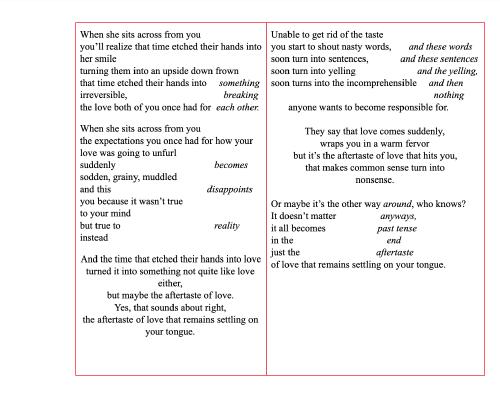 When she sits across from you
you’ll realize that time etched their hands into
her smile
turning them into an upside down frown
that time etched their hands into something
irreversible, breaking
the love both of you once had for each other.
When she sits across from you
the expectations you once had for how your
love was going to unfurl
suddenly becomes
sodden, grainy, muddled
and this disappoints
you because it wasn’t true
to your mind
but true to reality
instead
And the time that etched their hands into love
turned it into something not quite like love
either,
but maybe the aftertaste of love.
Yes, that sounds about right,
the aftertaste of love that remains settling on
your tongue.
Unable to get rid of the taste
you start to shout nasty words, and these words
soon turn into sentences, and these sentences
soon turn into yelling and the yelling,
soon turns into the incomprehensible and then
nothing
anyone wants to become responsible for.
They say that love comes suddenly,
wraps you in a warm fervor
but it’s the aftertaste of love that hits you,
that makes common sense turn into
nonsense.
Or maybe it’s the other way around, who knows?
It doesn’t matter anyways,
it all becomes past tense
in the end
just the aftertaste
of love that remains settling on your tongue.